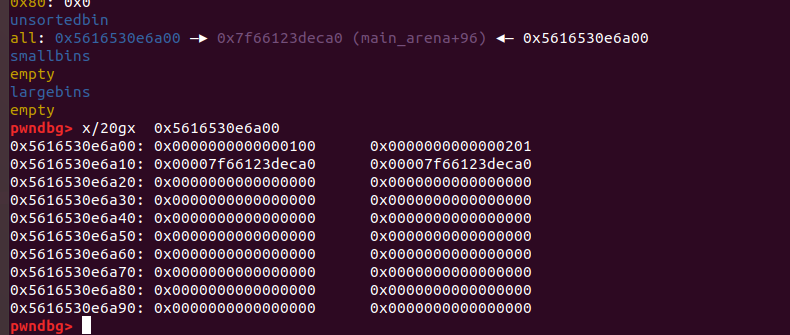 0x80: 0x0
unsortedbin
all: 0x5616530e6a00 —▸ 0x7f66123deca0 (main_arena+96) ◂— 0x5616530e6a00
smallbins
empty
largebins
empty
pwndbg> x/20gx  0x5616530e6a00
0x5616530e6a00: 0x0000000000000100      0x0000000000000201
0x5616530e6a10: 0x00007f66123deca0      0x00007f66123deca0
0x5616530e6a20: 0x0000000000000000      0x0000000000000000
0x5616530e6a30: 0x0000000000000000      0x0000000000000000
0x5616530e6a40: 0x0000000000000000      0x0000000000000000
0x5616530e6a50: 0x0000000000000000      0x0000000000000000
0x5616530e6a60: 0x0000000000000000      0x0000000000000000
0x5616530e6a70: 0x0000000000000000      0x0000000000000000
0x5616530e6a80: 0x0000000000000000      0x0000000000000000
0x5616530e6a90: 0x0000000000000000      0x0000000000000000
pwndbg>